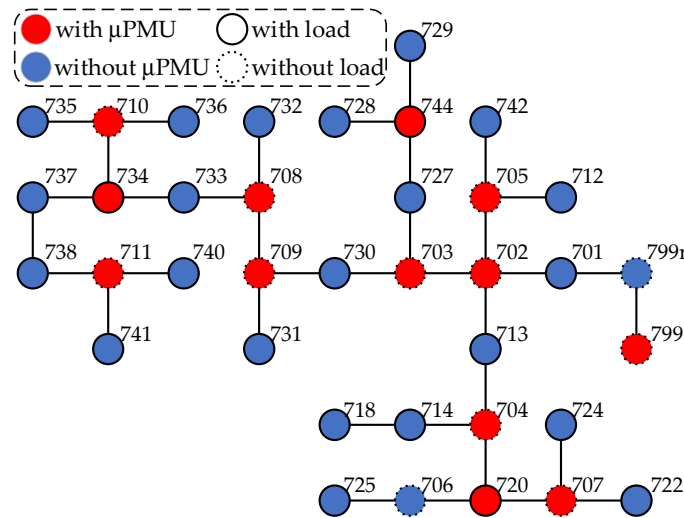 with μPMU with load
without μPMU without load
729
735 710 736 732 728 744 742
737 734 733 708 727 705 712
738 711 740 709 730 703 702 701 799r
741 731 713 799
718 714 704 724
725 706 720 707 722